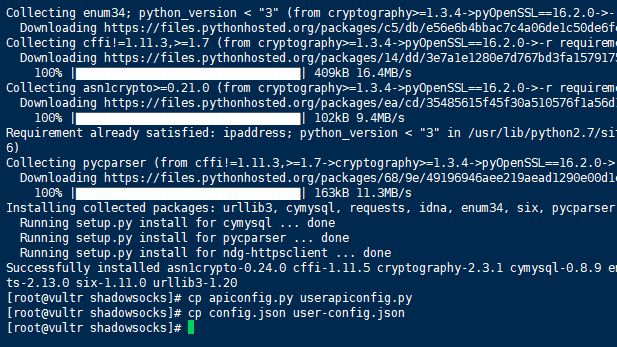 Collecting enum34; python_version < "3" (from cryptography>=1.3.4->pyOpenSSL==16.2.0->-
Downloading https://files.pythonhosted.org/packages/c5/db/e56e6b4bbac7c4a06de1c50de6fe
Collecting cffi!=1.11.3,>=1.7 (from cryptography>=1.3.4->pyOpenSSL==16.2.0->-r requireme
Downloading https://files.pythonhosted.org/packages/14/dd/3e7a1e1280e7d767bd3fa1579175
100% | | 409kB 16.4MB/s
Collecting asn1crypto>=0.21.0 (from cryptography>=1.3.4->pyOpenSSL==16.2.0->-r requireme
Downloading https://files.pythonhosted.org/packages/ea/cd/35485615f45f30a510576f1a56d1
100% | | 102kB 9.4MB/s
Requirement already satisfied: ipaddress; python_version < "3" in /usr/lib/python2.7/sit
6)
Collecting pycparser (from cffi!=1.11.3,>=1.7->cryptography>=1.3.4->pyOpenSSL==16.2.0->
Downloading https://files.pythonhosted.org/packages/68/9e/49196946aee219aead1290e00d1e
100% | | 163kB 11.3MB/s
Installing collected packages: urllib3, cymysql, requests, idna, enum34, six, pycparser
Running setup.py install for cymysql ... done
Running setup.py install for pycparser ... done
Running setup.py install for ndg-httpsclient ... done
Successfully installed asn1crypto-0.24.0 cffi-1.11.5 cryptography-2.3.1 cymysql-0.8.9 en
ts-2.13.0 six-1.11.0 urllib3-1.20
[root@vultr shadowsocks]# cp apiconfig.py userapiconfig.py
[root@vultr shadowsocks]# cp config.json user-config.json
[root@vultr shadowsocks]#